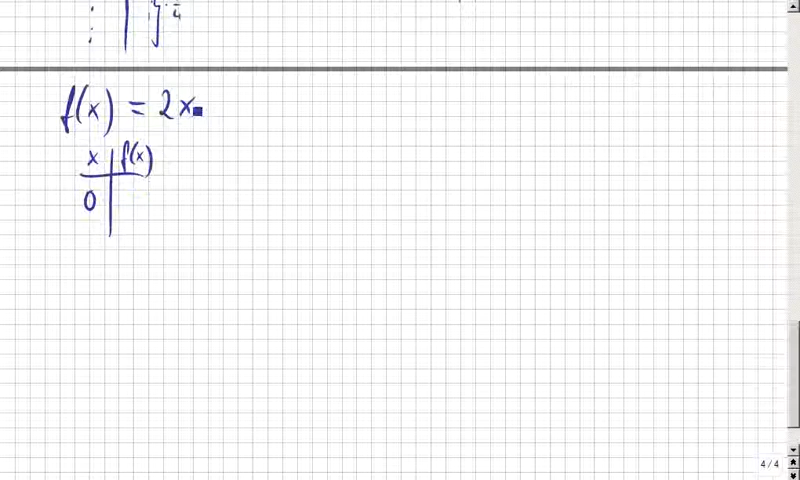 f(x) = 2x
x f(x)
0
4 / 4